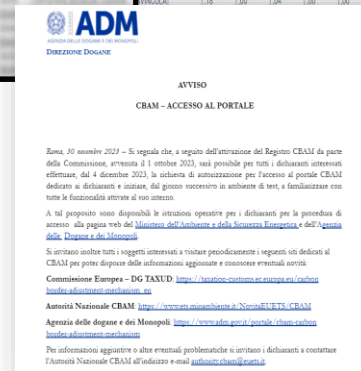 ADM
AGENZIA DELLE DOGANE E DEI MONOPOLI
DIREZIONE DOGANE
AVVISO
CBAM – ACCESSO AL PORTALE
Roma, 30 novembre 2023 – Si segnala che, a seguito dell'attivazione del Registro CBAM da parte
della Commissione, avvenuta il 1 ottobre 2023, sarà possibile per tutti i dichiaranti interessati
effettuare, dal 4 dicembre 2023, la richiesta di autorizzazione per l'accesso al portale CBAM
dedicato ai dichiaranti e iniziare, dal giorno successivo in ambiente di test, a familiarizzare con
tutte le funzionalità attivate al suo interno.
A tal proposito sono disponibili le istruzioni operative per i dichiaranti per la procedura di
accesso alla pagina web del Ministero dell'Ambiente e della Sicurezza Energetica e dell'Agenzia
delle Dogane e dei Monopoli.
Si invitano inoltre tutti i soggetti interessati a visitare periodicamente i seguenti siti dedicati al
CBAM per poter disporre delle informazioni aggiornate e conoscere eventuali novità:
Commissione Europea – DG TAXUD: https://taxation-customs.ec.europa.eu/carbon
border-adjustment-mechanism_en
Autorità Nazionale CBAM: https://www.ets.minambiente.it/NovitaEUETS/CBAM
Agenzia delle dogane e dei Monopoli: https://www.adm.gov.it/portale/cbam-carbon
border-adjustment-mechanism
Per informazioni aggiuntive o altre eventuali problematiche si invitano i dichiaranti a contattare
l'Autorità Nazionale CBAM all'indirizzo e-mail authority.cbam@euets.it.